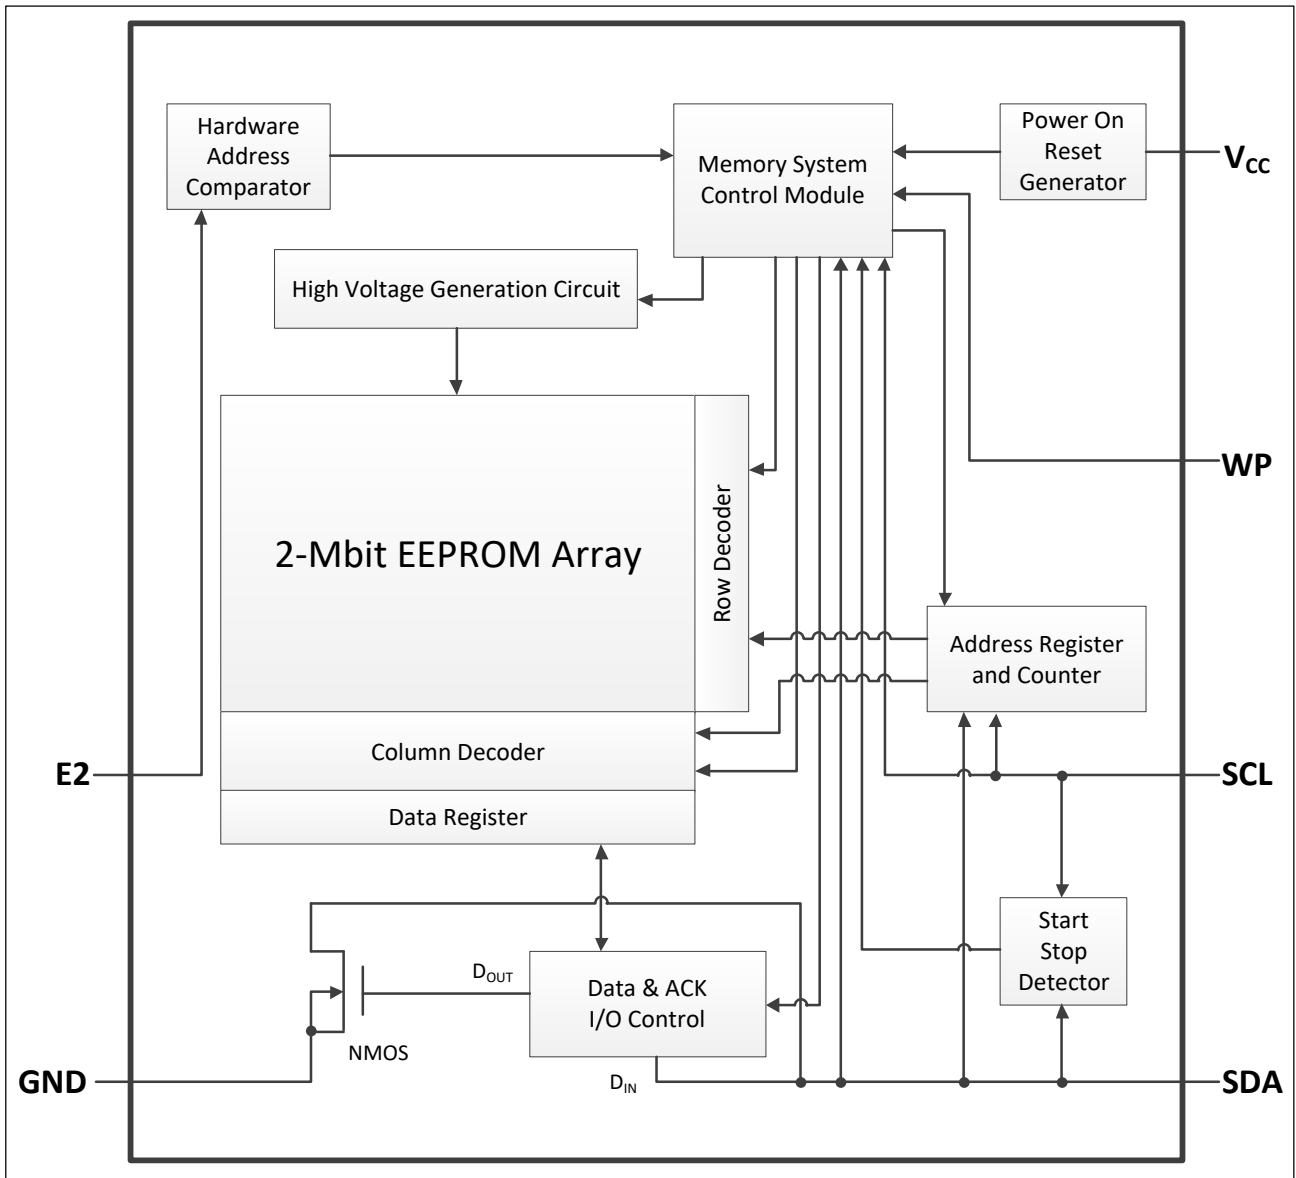 Hardware
Address
Comparator
Memory System
Control Module
Power On
Reset
Generator
VCC
High Voltage Generation Circuit
WP
2-Mbit EEPROM Array
Row Decoder
Address Register
and Counter
Column Decoder
E2
SCL
Data Register
Start
Stop
Detector
DOUT
Data & ACK
I/O Control
NMOS
GND
DIN
SDA